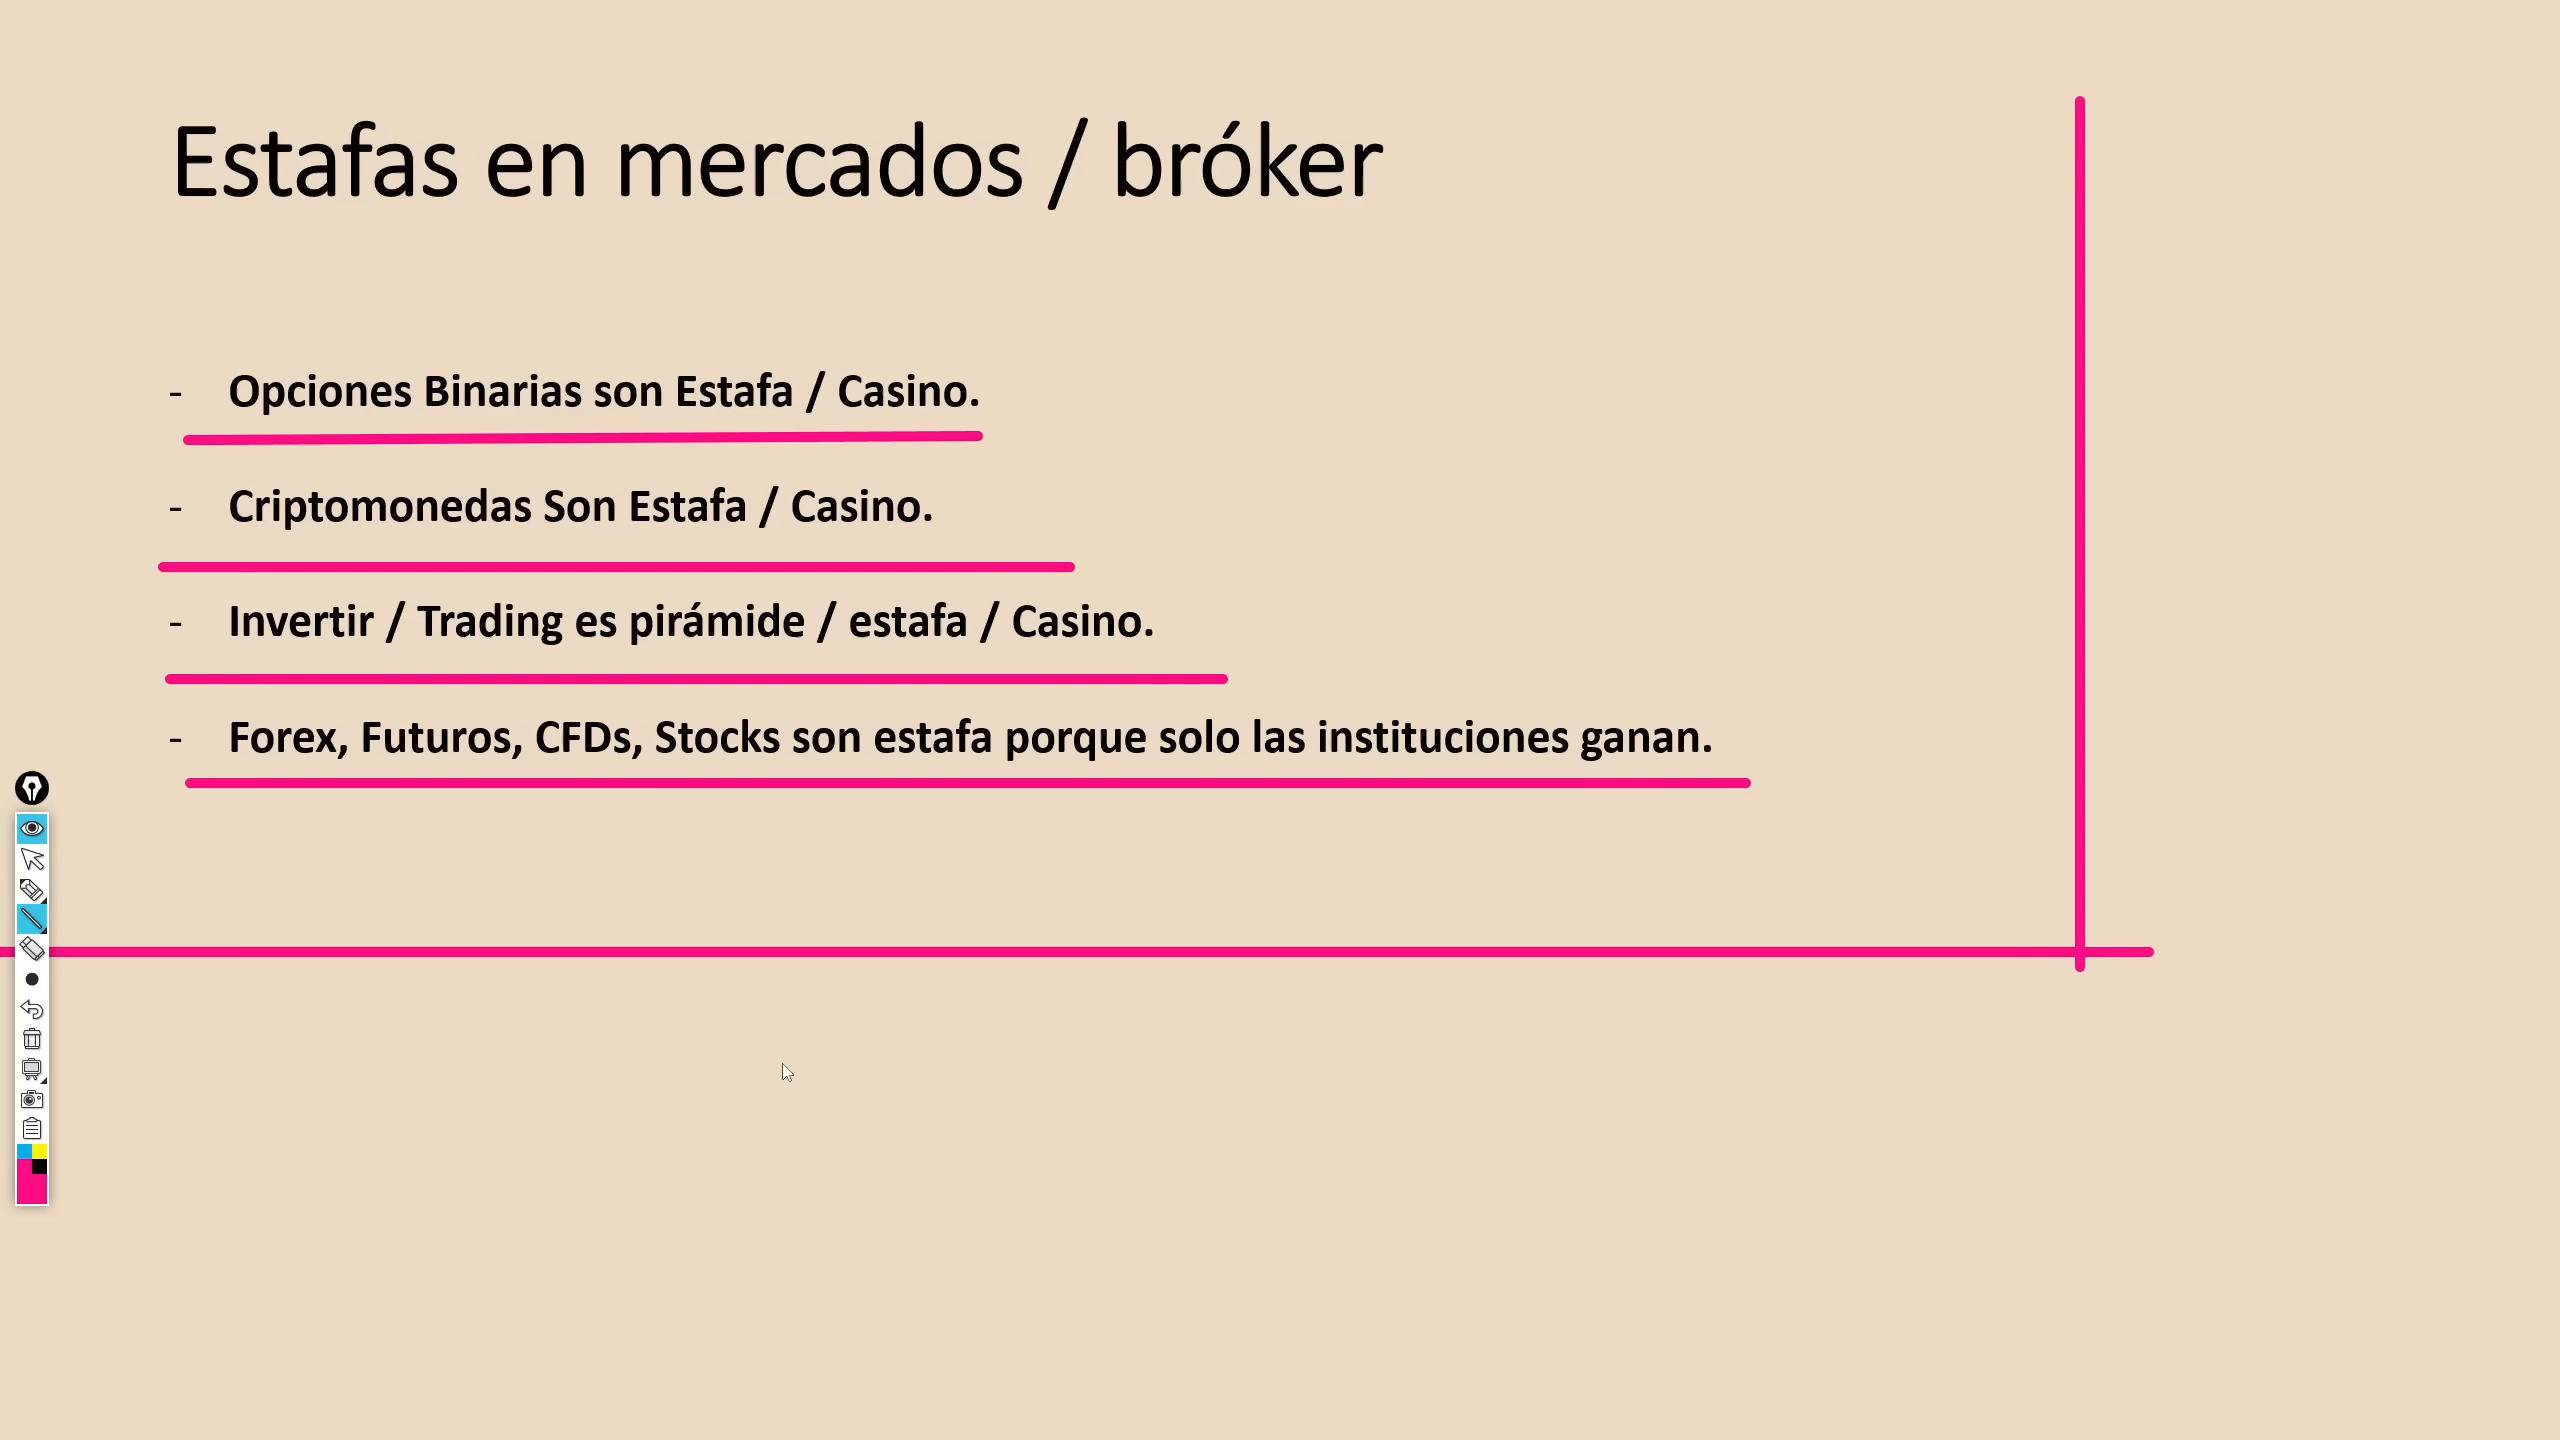 Estafas en mercados / bróker
- Opciones Binarias son Estafa / Casino.
- Criptomonedas Son Estafa / Casino.
- Invertir / Trading es pirámide / estafa / Casino.
- Forex, Futuros, CFDs, Stocks son estafa porque solo las instituciones ganan.